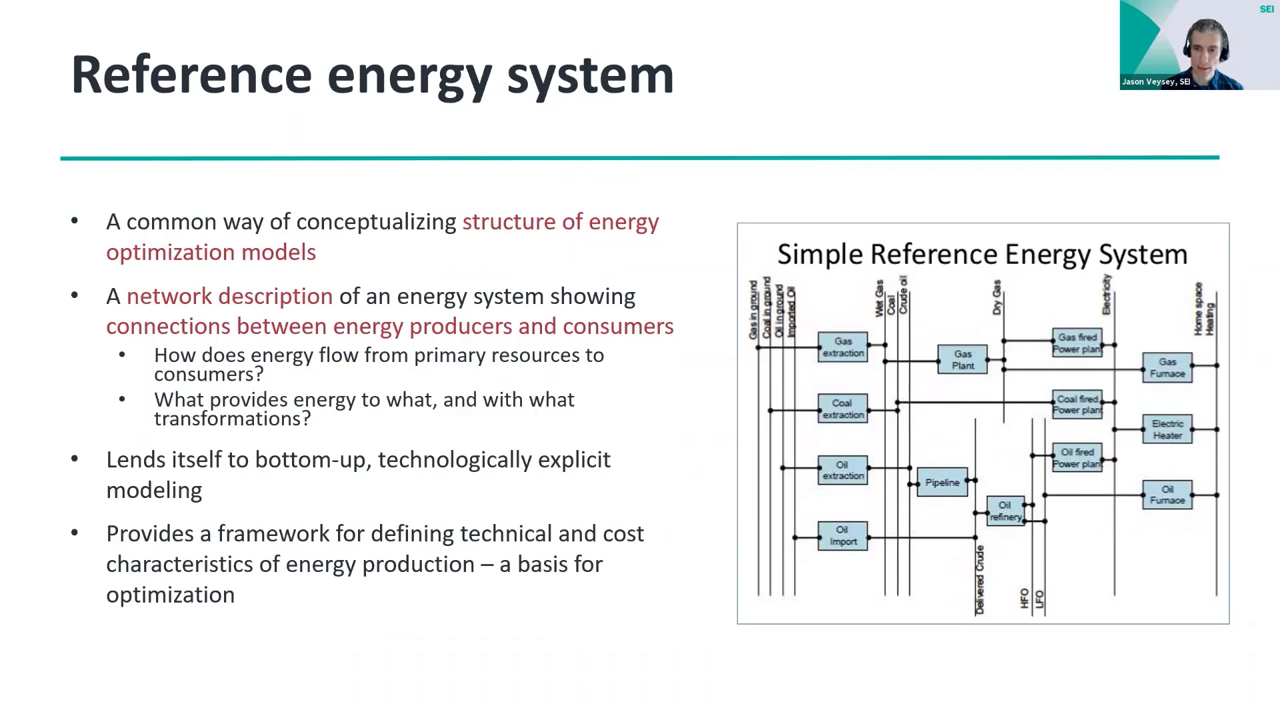 Reference energy system
SEI
Jason Veysey, SEI
• A common way of conceptualizing structure of energy
optimization models
• A network description of an energy system showing
connections between energy producers and consumers
• How does energy flow from primary resources to
consumers?
• What provides energy to what, and with what
transformations?
• Lends itself to bottom-up, technologically explicit
modeling
• Provides a framework for defining technical and cost
characteristics of energy production – a basis for
optimization
Simple Reference Energy System
Gas in ground
Coal in ground
Oil in ground
Imported Oil
Wet Gas
Coal
Crude oil
Dry Gas
Electricity
Home space
Heating
Gas
extraction
Gas
Plant
Gas fired
Power plant
Gas
Furnace
Coal
extraction
Coal fired
Power plant
Electric
Heater
Oil
extraction
Pipeline
Oil fired
Power plant
Oil
refinery
Oil
Furnace
Oil
Import
Delivered Crude
HFO
LFO